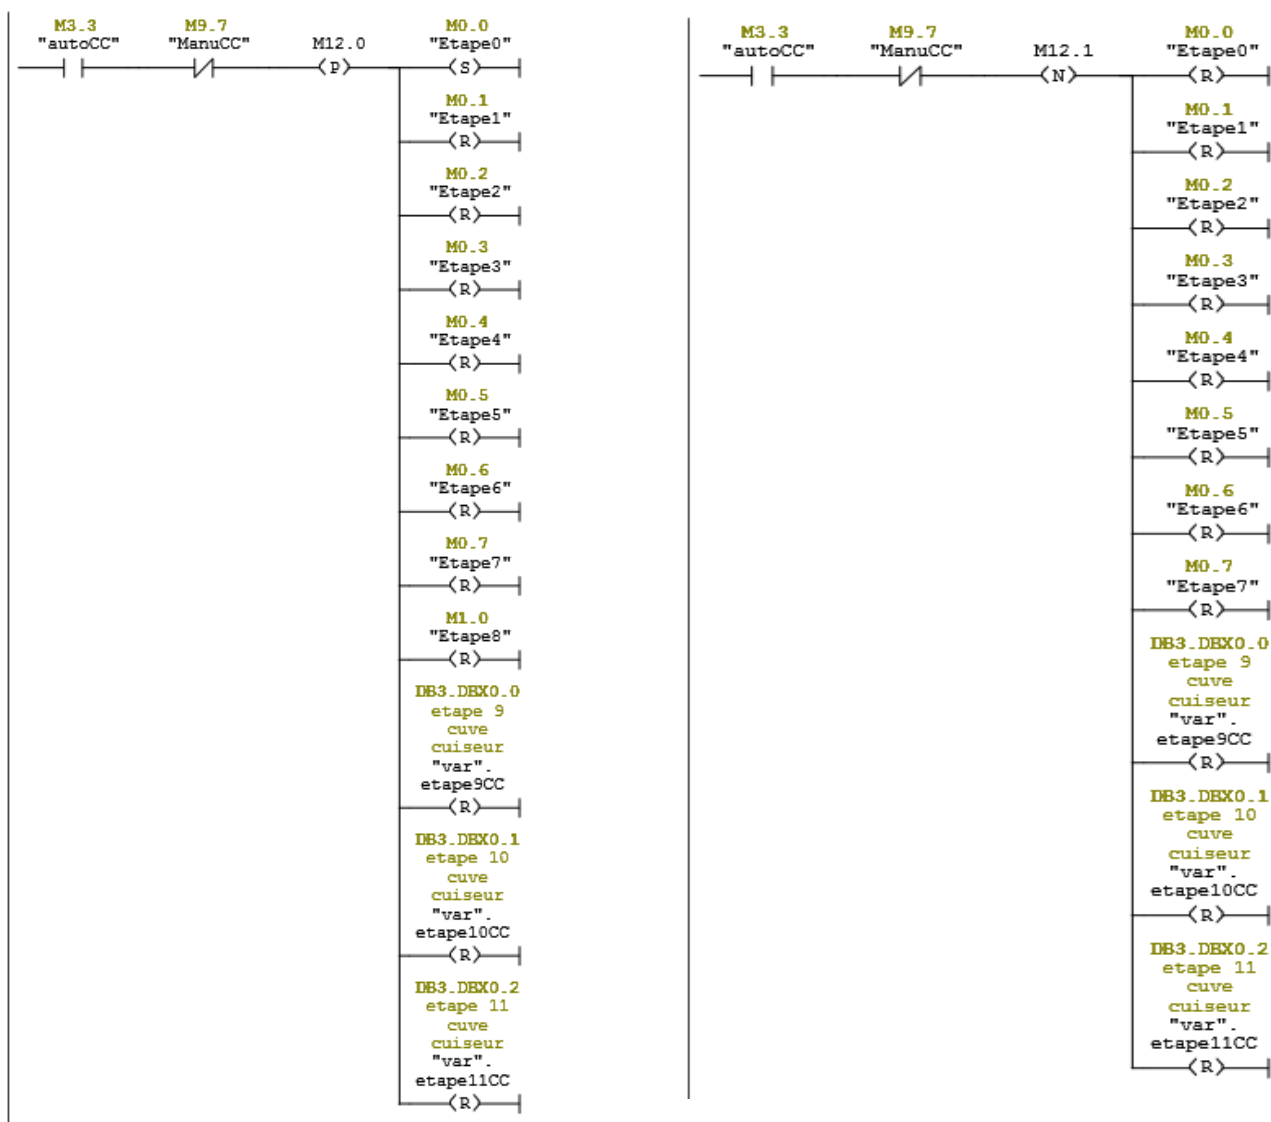 M3.3
"autoCC"
M9.7
"ManuCC"
M12.0
P
M0.0
"Etape0"
S
M0.1
"Etape1"
R
M0.2
"Etape2"
R
M0.3
"Etape3"
R
M0.4
"Etape4"
R
M0.5
"Etape5"
R
M0.6
"Etape6"
R
M0.7
"Etape7"
R
M1.0
"Etape8"
R
DB3.DBX0.0
etape 9
cuve
cuiseur
"var".
etape9CC
R
DB3.DBX0.1
etape 10
cuve
cuiseur
"var".
etape10CC
R
DB3.DBX0.2
etape 11
cuve
cuiseur
"var".
etape11CC
R
M3.3
"autoCC"
M9.7
"ManuCC"
M12.1
N
M0.0
"Etape0"
R
M0.1
"Etape1"
R
M0.2
"Etape2"
R
M0.3
"Etape3"
R
M0.4
"Etape4"
R
M0.5
"Etape5"
R
M0.6
"Etape6"
R
M0.7
"Etape7"
R
DB3.DBX0.0
etape 9
cuve
cuiseur
"var".
etape9CC
R
DB3.DBX0.1
etape 10
cuve
cuiseur
"var".
etape10CC
R
DB3.DBX0.2
etape 11
cuve
cuiseur
"var".
etape11CC
R